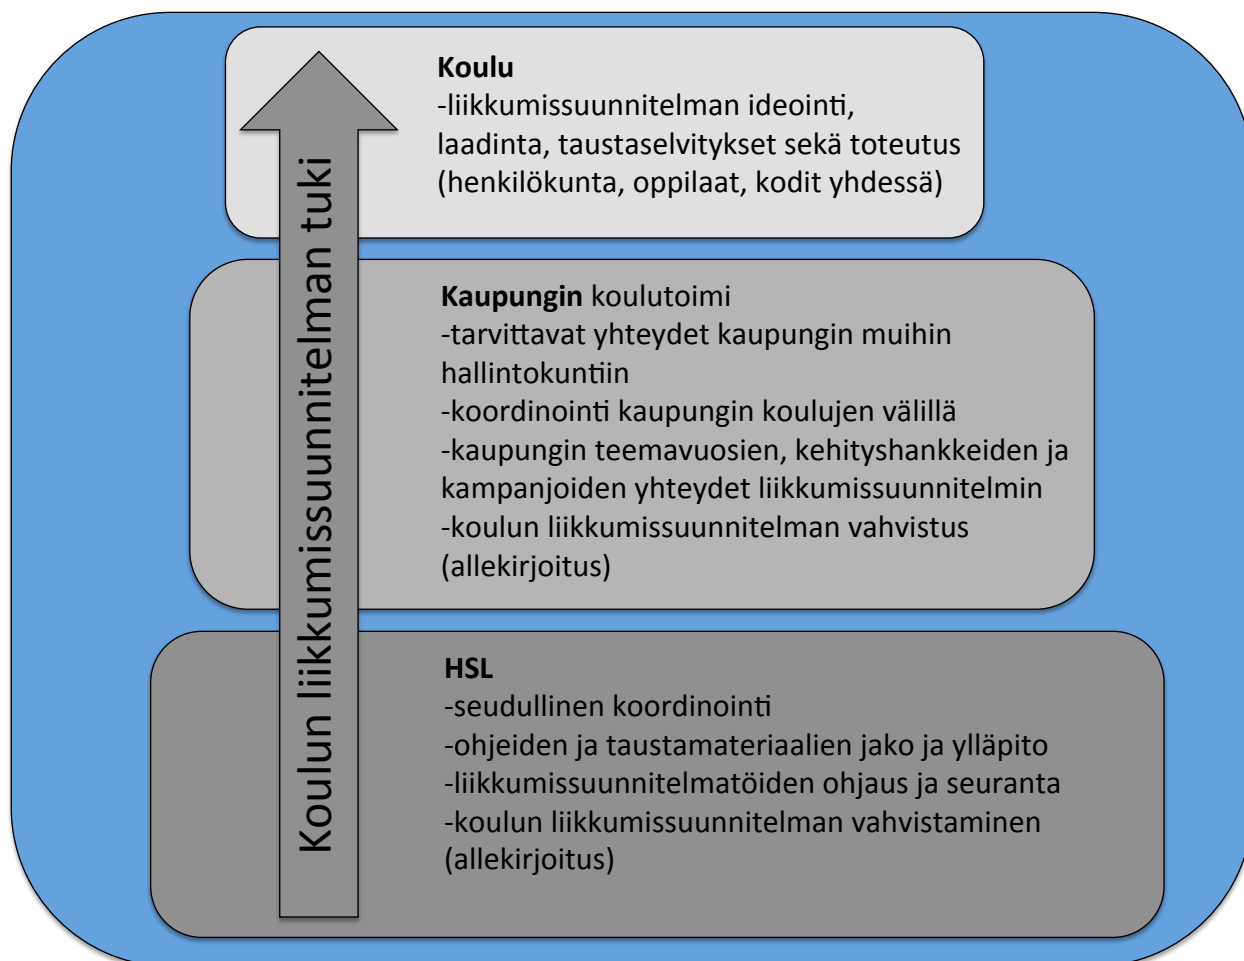 Koulun liikkumissuunnitelman tuki
Koulu
-liikkumissuunnitelman ideointi,
laadinta, taustaselvitykset sekä toteutus
(henkilökunta, oppilaat, kodit yhdessä)
Kaupungin koulutoimi
-tarvittavat yhteydet kaupungin muihin
hallintokuntiin
-koordinointi kaupungin koulujen välillä
-kaupungin teemavuosien, kehityshankkeiden ja
kampanjoiden yhteydet liikkumissuunnitelmin
-koulun liikkumissuunnitelman vahvistus
(allekirjoitus)
HSL
-seudullinen koordinointi
-ohjeiden ja taustamateriaalien jako ja ylläpito
-liikkumissuunnitelmatöiden ohjaus ja seuranta
-koulun liikkumissuunnitelman vahvistaminen
(allekirjoitus)